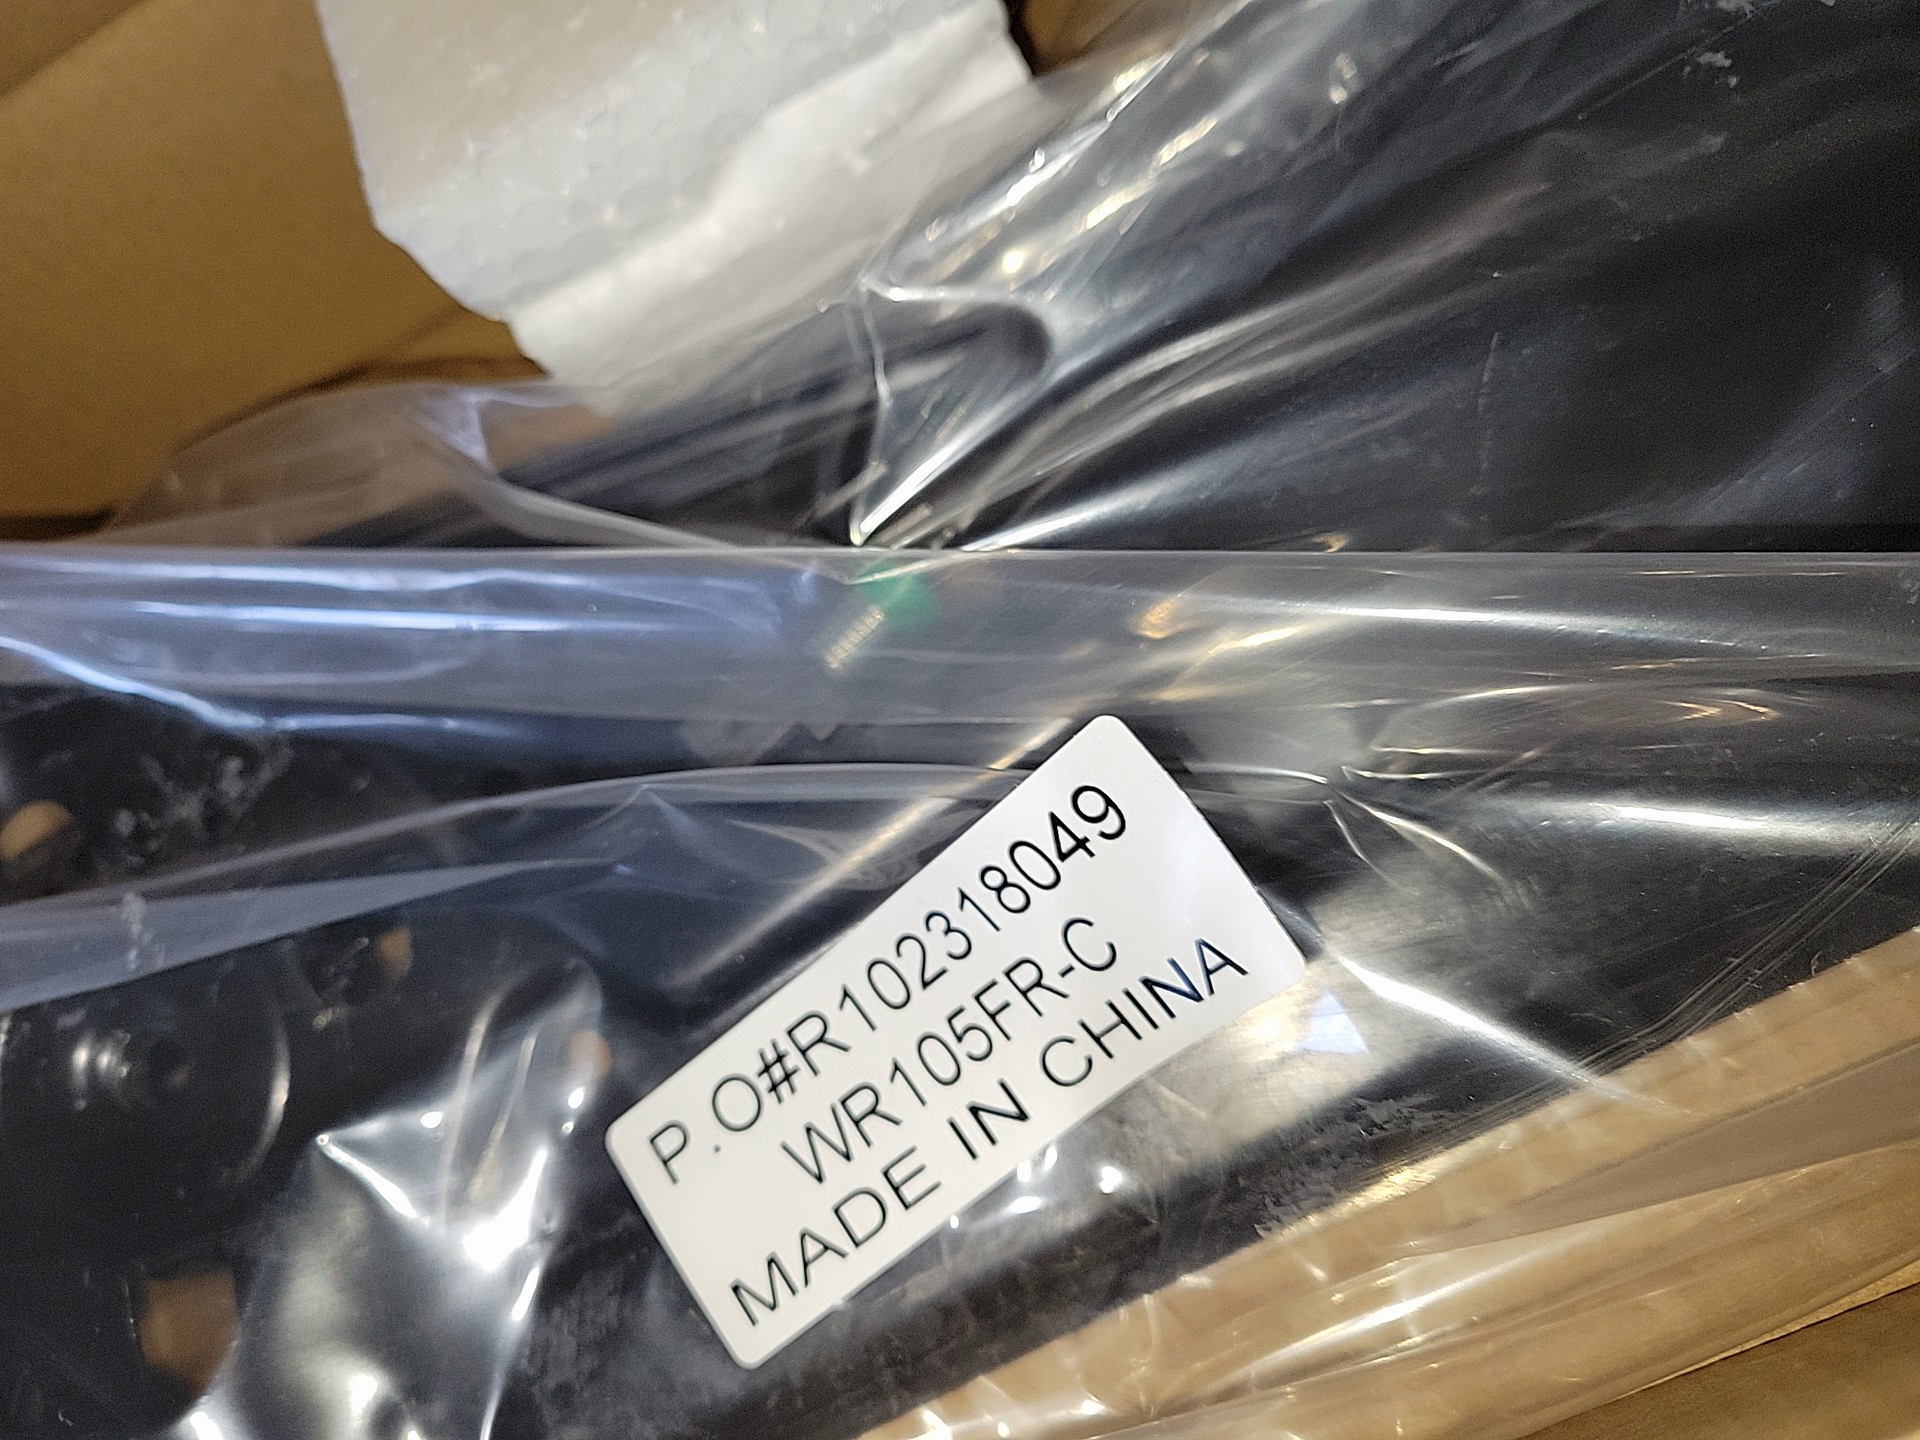 P.O#R102318049
WR105FR-C
MADE IN CHINA